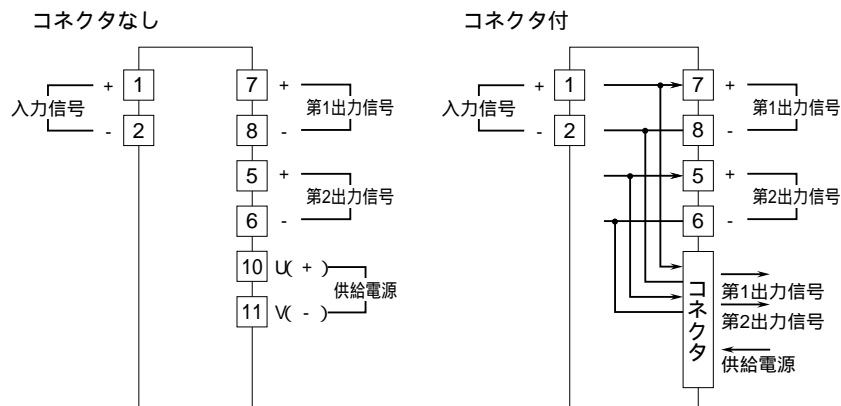 コネクタなし
+ 1
入力信号
- 2
7 +
第1出力信号
8 -
5 +
第2出力信号
6 -
10 U( + )
供給電源
11 V( - )
コネクタ付
+ 1
入力信号
- 2
7 +
第1出力信号
8 -
5 +
第2出力信号
6 -
コネクタ
第1出力信号
第2出力信号
供給電源